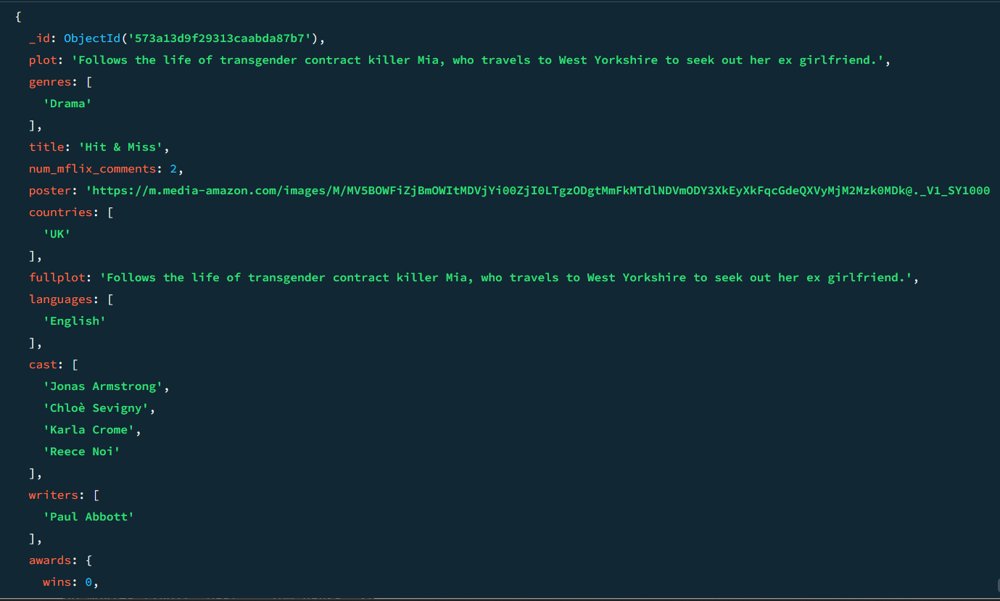 {
_id: ObjectId('573a13d9f29313caabda87b7'),
plot: 'Follows the life of transgender contract killer Mia, who travels to West Yorkshire to seek out her ex girlfriend.',
genres: [
'Drama'
],
title: 'Hit & Miss',
num_mflix_comments: 2,
poster: 'https://m.media-amazon.com/images/M/MV5BOWFiZjBmOWItMDVjYi00ZjI0LTgzODgtMmFkMTdlNDVmODY3XkEyXkFqcGdeQXVyMjM2Mzk0MDk@._V1_SY1000
countries: [
'UK'
],
fullplot: 'Follows the life of transgender contract killer Mia, who travels to West Yorkshire to seek out her ex girlfriend.',
languages: [
'English'
],
cast: [
'Jonas Armstrong',
'Chloè Sevigny',
'Karla Crome',
'Reece Noi'
],
writers: [
'Paul Abbott'
],
awards: {
wins: 0,